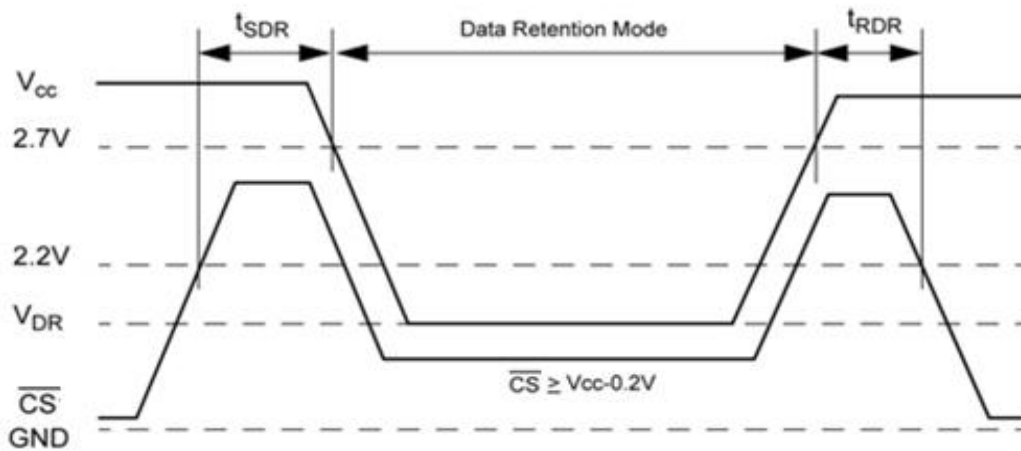 tSDR
Data Retention Mode
tRDR
Vcc
2.7V
2.2V
VDR
CS ≥ Vcc-0.2V
CS
GND